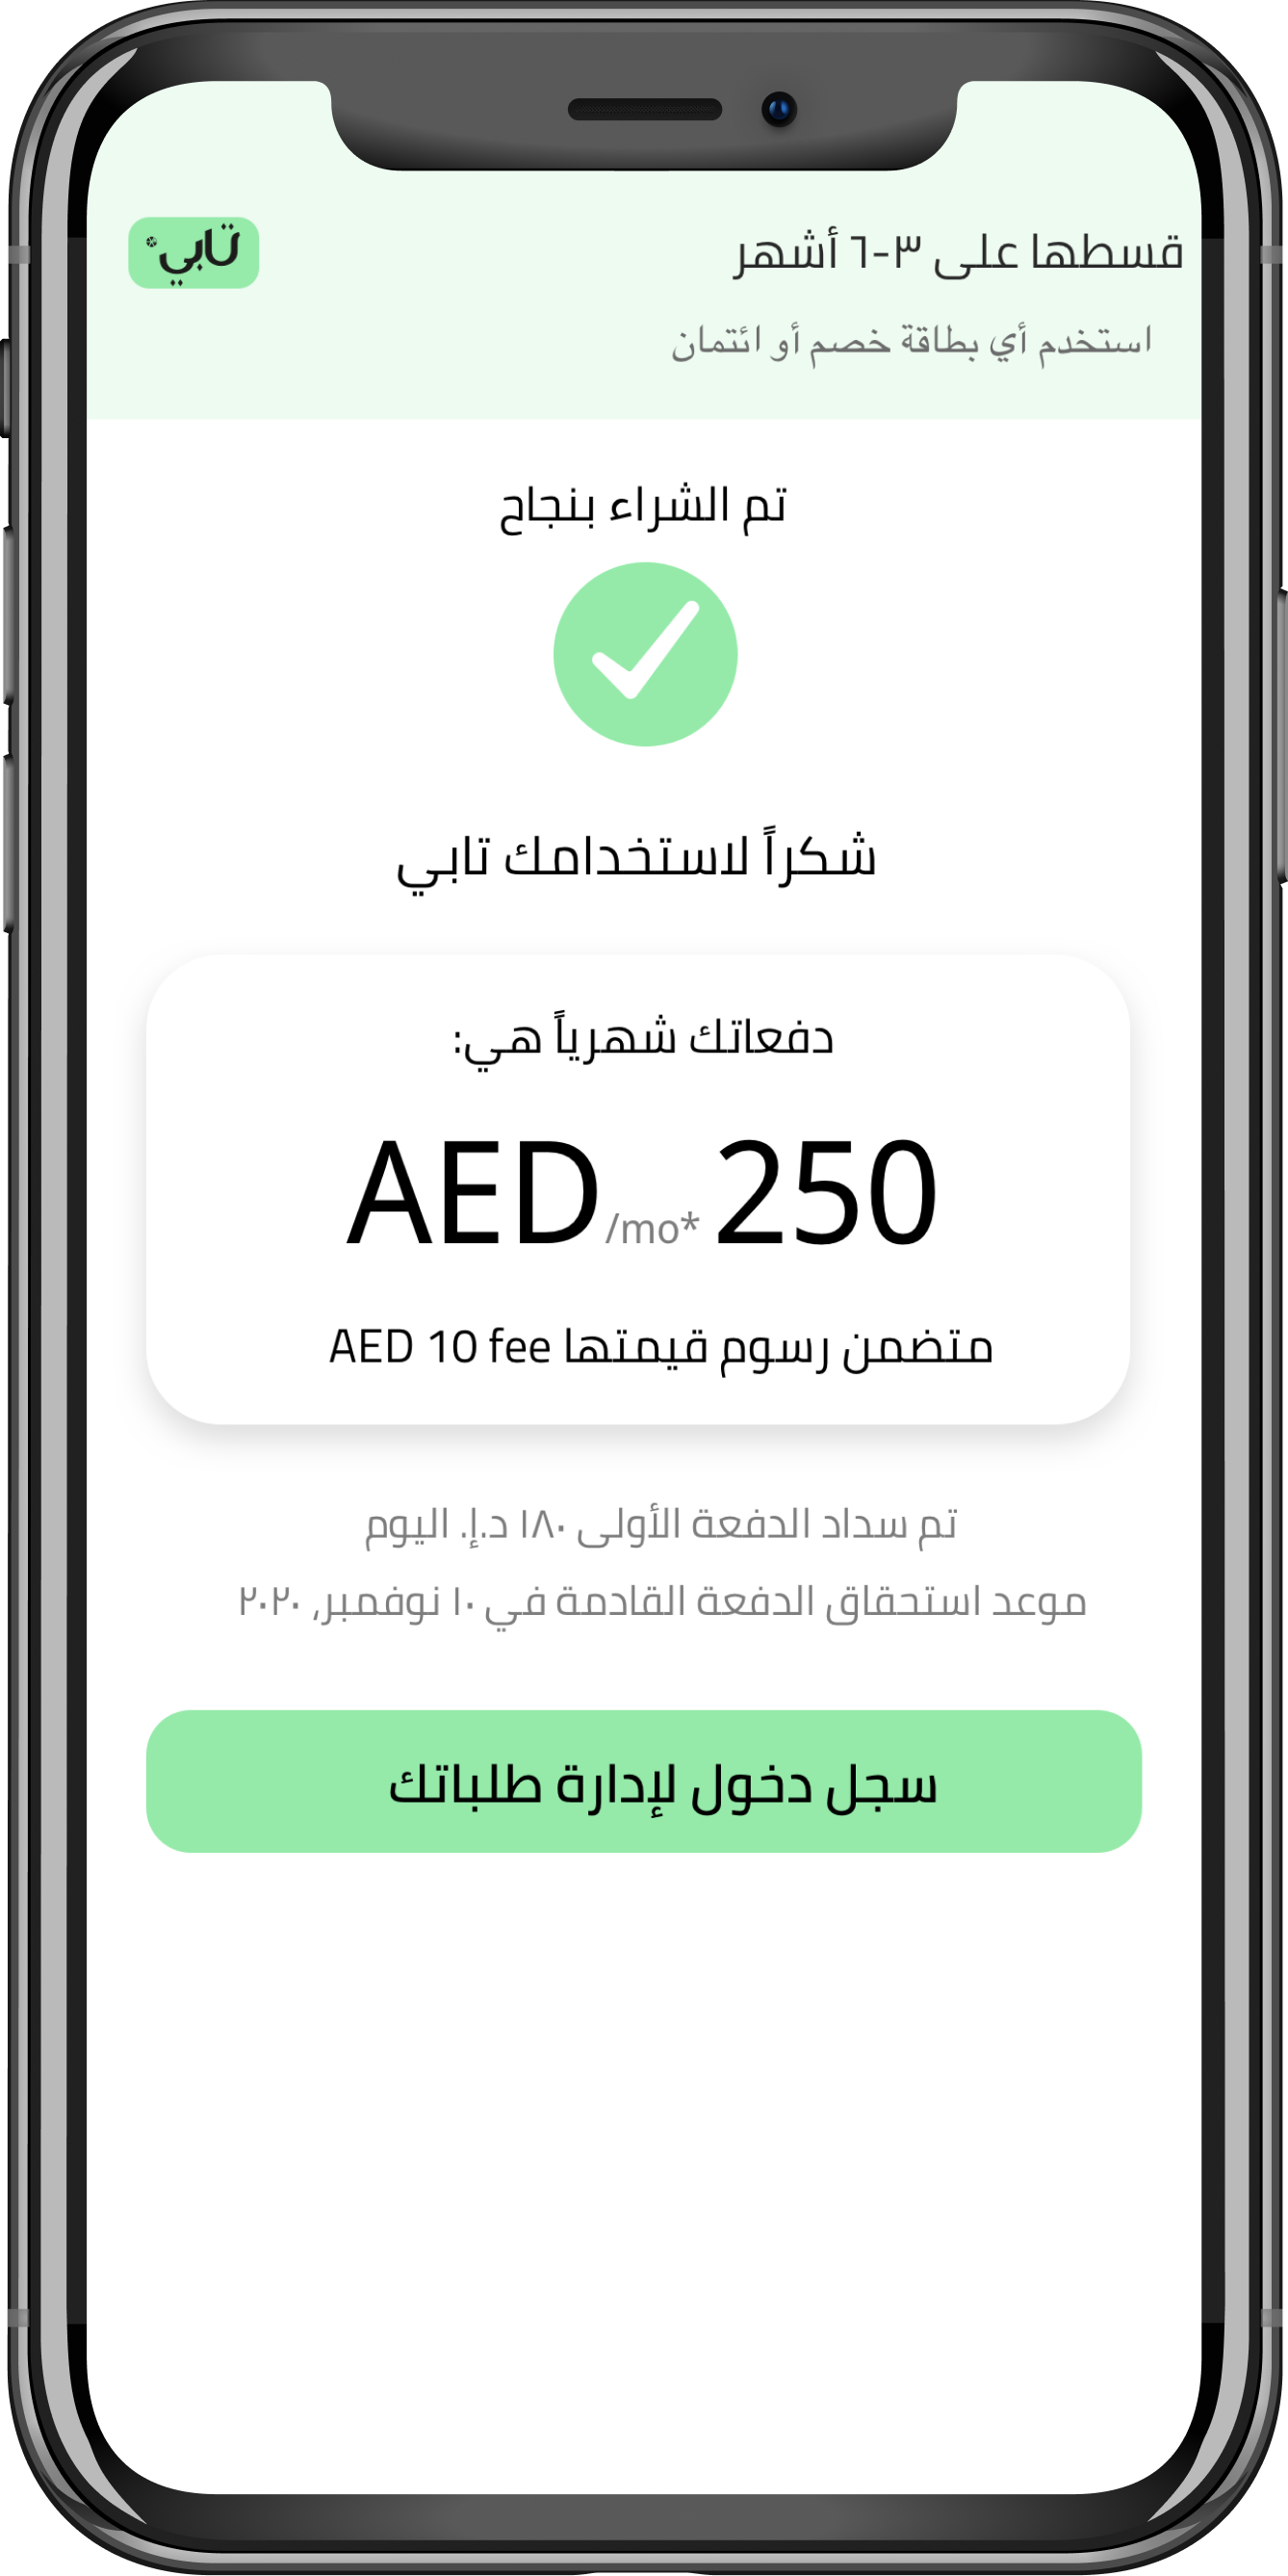 قسطها على ٣-٦ أشهر
تابي
استخدم أي بطاقة خصم أو ائتمان
تم الشراء بنجاح
شكراً لاستخدامك تابي
دفعاتك شهرياً هي:
AED/mo* 250
متضمن رسوم قيمتها AED 10 fee
تم سداد الدفعة الأولى ١٨٠ د.إ. اليوم
موعد استحقاق الدفعة القادمة في ١٠ نوفمبر، ٢٠٢٠
سجل دخول لإدارة طلباتك